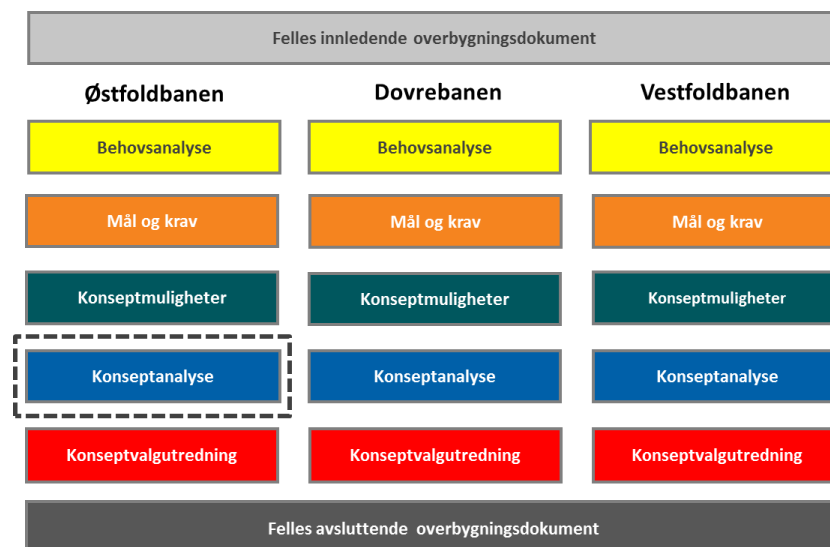 Felles innledende overbygningsdokument
Østfoldbanen Dovrebanen Vestfoldbanen
Behovsanalyse Behovsanalyse Behovsanalyse
Mål og krav Mål og krav Mål og krav
Konseptmuligheter Konseptmuligheter Konseptmuligheter
Konseptanalyse Konseptanalyse Konseptanalyse
Konseptvalgutredning Konseptvalgutredning Konseptvalgutredning
Felles avsluttende overbygningsdokument